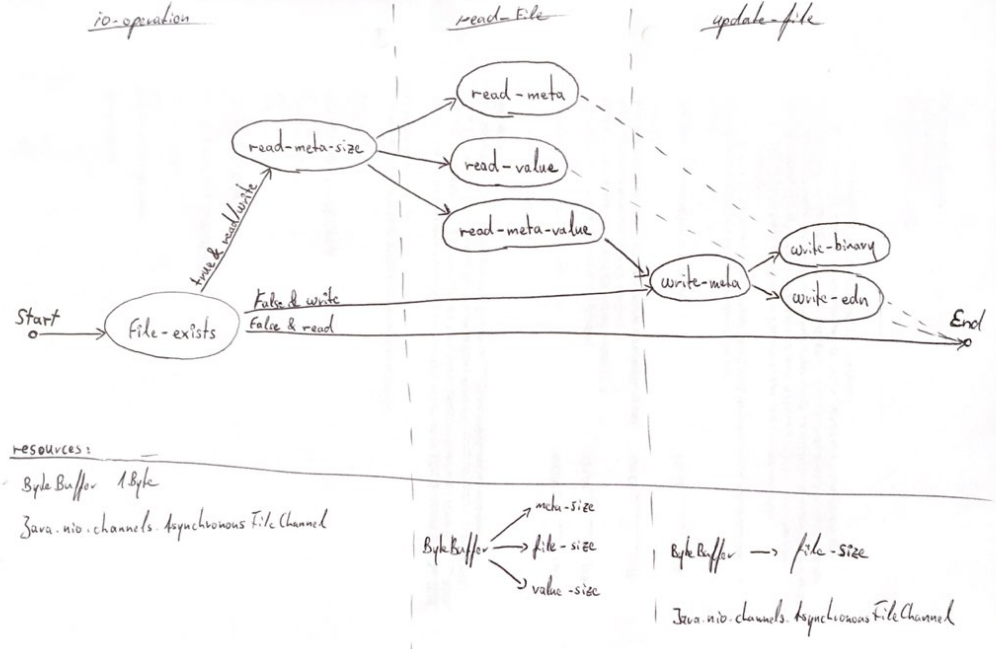 io-operation
read-File
update-file
read-meta
read-meta-size
read-value
true & read/write
read-meta-value
write-binary
write-meta
write-edn
False & write
Start
File-exists
False & read
End
resources:
ByteBuffer 1Byte
Java.nio.channels.AsynchronousFileChannel
meta-size
ByteBuffer → file-size
value-size
ByteBuffer → file-size
Java.nio.channels.AsynchronousFileChannel